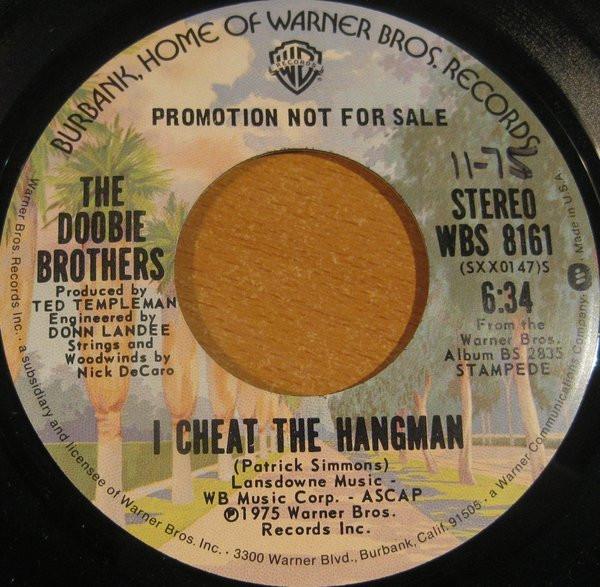 BURBANK, HOME OF WARNER BROS. RECORDS
WB
RECORDS
PROMOTION NOT FOR SALE
THE
DOOBIE
BROTHERS
Produced by
TED TEMPLEMAN
Engineered by
DONN LANDEE
Strings and
Woodwinds by
Nick DeCaro
STEREO
WBS 8161
(SXX0147)S
6:34
From the
Warner Bros.
Album BS 2835
STAMPEDE
I CHEAT THE HANGMAN
(Patrick Simmons)
Lansdowne Music -
WB Music Corp. - ASCAP
℗1975 Warner Bros.
Records Inc.
Warner Bros. Records Inc. · a subsidiary and licensee of Warner Bros. Inc. · 3300 Warner Blvd., Burbank, Calif. 91505 · a Warner Communications Company. Made in U.S.A.